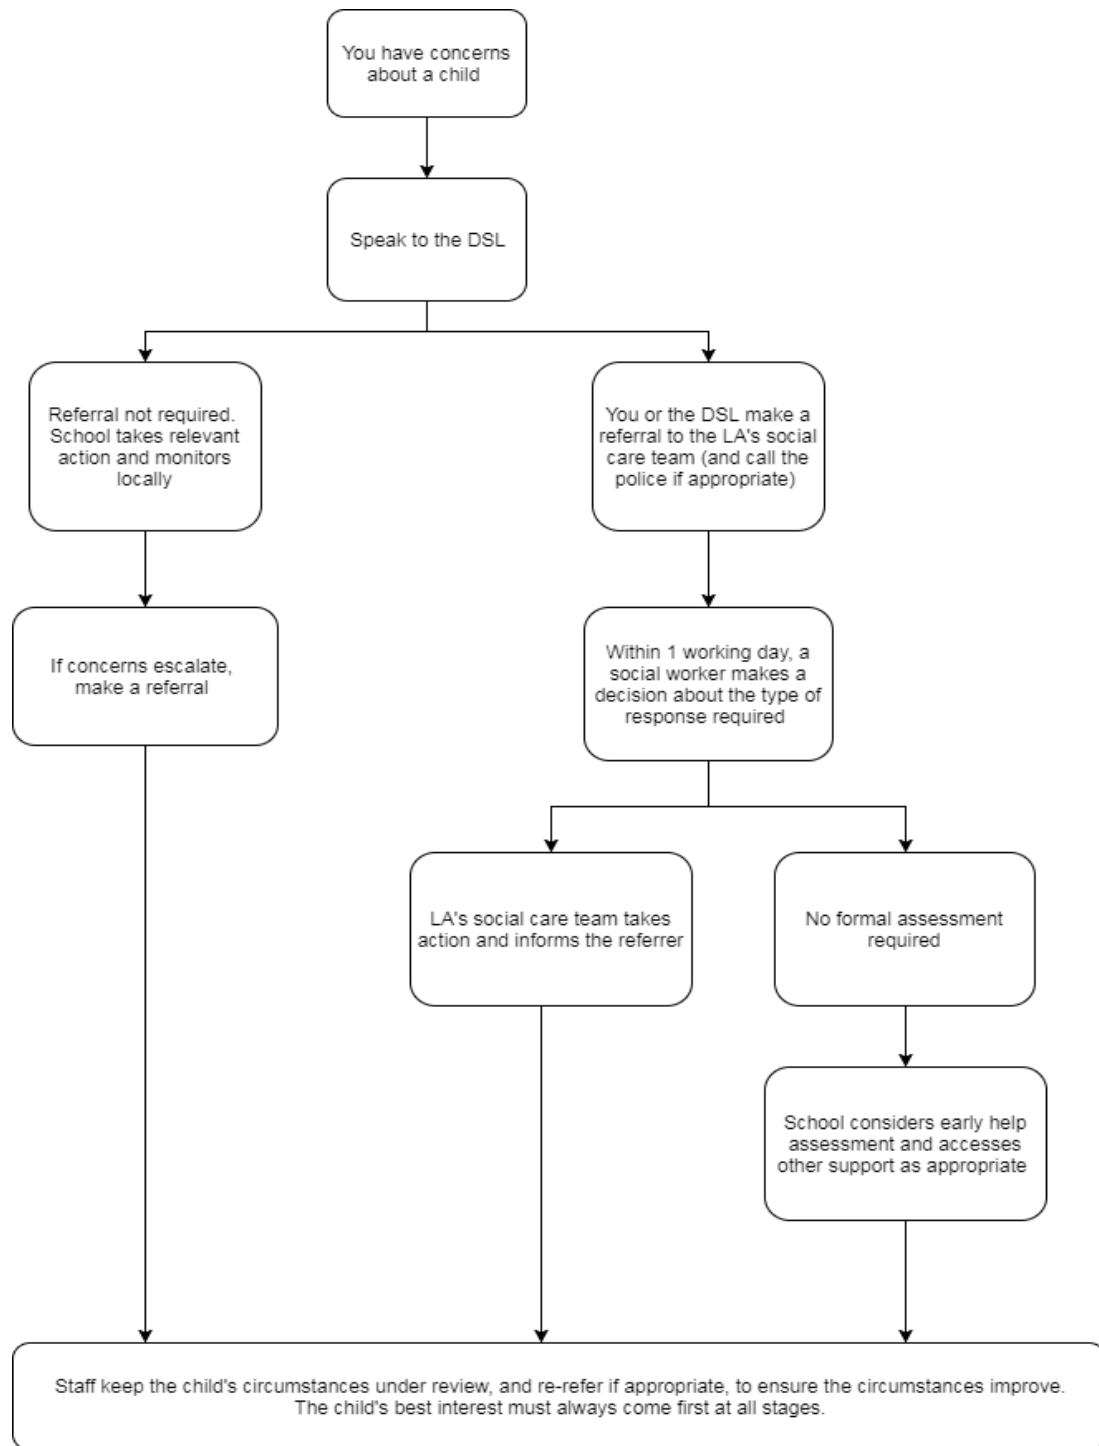 You have concerns
about a child
Speak to the DSL
Referral not required.
School takes relevant
action and monitors
locally
You or the DSL make a
referral to the LA's social
care team (and call the
police if appropriate)
If concerns escalate,
make a referral
Within 1 working day, a
social worker makes a
decision about the type of
response required
LA's social care team takes
action and informs the referrer
No formal assessment
required
School considers early help
assessment and accesses
other support as appropriate
Staff keep the child's circumstances under review, and re-refer if appropriate, to ensure the circumstances improve.
The child's best interest must always come first at all stages.